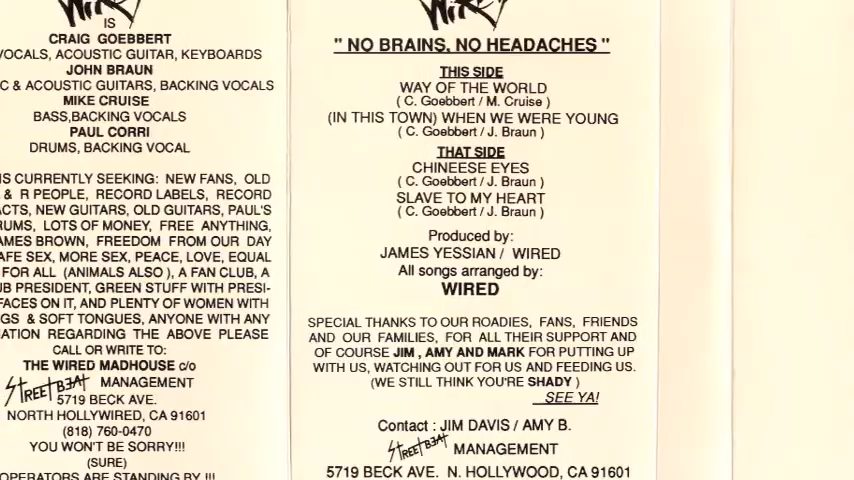 WIRED
IS
CRAIG GOEBBERT
VOCALS, ACOUSTIC GUITAR, KEYBOARDS
JOHN BRAUN
C & ACOUSTIC GUITARS, BACKING VOCALS
MIKE CRUISE
BASS,BACKING VOCALS
PAUL CORRI
DRUMS, BACKING VOCAL
IS CURRENTLY SEEKING: NEW FANS, OLD
& R PEOPLE, RECORD LABELS, RECORD
ACTS, NEW GUITARS, OLD GUITARS, PAUL'S
RUMS, LOTS OF MONEY, FREE ANYTHING,
AMES BROWN, FREEDOM FROM OUR DAY
AFE SEX, MORE SEX, PEACE, LOVE, EQUAL
FOR ALL (ANIMALS ALSO ), A FAN CLUB, A
UB PRESIDENT, GREEN STUFF WITH PRESI-
FACES ON IT, AND PLENTY OF WOMEN WITH
GS & SOFT TONGUES, ANYONE WITH ANY
ATION REGARDING THE ABOVE PLEASE
CALL OR WRITE TO:
THE WIRED MADHOUSE c/o
STREETBEAT MANAGEMENT
5719 BECK AVE.
NORTH HOLLYWIRED, CA 91601
(818) 760-0470
YOU WON'T BE SORRY!!!
(SURE)
OPERATORS ARE STANDING BY !!!
WIRED
" NO BRAINS, NO HEADACHES "
THIS SIDE
WAY OF THE WORLD
( C. Goebbert / M. Cruise )
(IN THIS TOWN) WHEN WE WERE YOUNG
( C. Goebbert / J. Braun )
THAT SIDE
CHINEESE EYES
( C. Goebbert / J. Braun )
SLAVE TO MY HEART
( C. Goebbert / J. Braun )
Produced by:
JAMES YESSIAN / WIRED
All songs arranged by:
WIRED
SPECIAL THANKS TO OUR ROADIES, FANS, FRIENDS
AND OUR FAMILIES, FOR ALL THEIR SUPPORT AND
OF COURSE JIM , AMY AND MARK FOR PUTTING UP
WITH US, WATCHING OUT FOR US AND FEEDING US.
(WE STILL THINK YOU'RE SHADY )
SEE YA!
Contact : JIM DAVIS / AMY B.
STREETBEAT MANAGEMENT
5719 BECK AVE. N. HOLLYWOOD, CA 91601